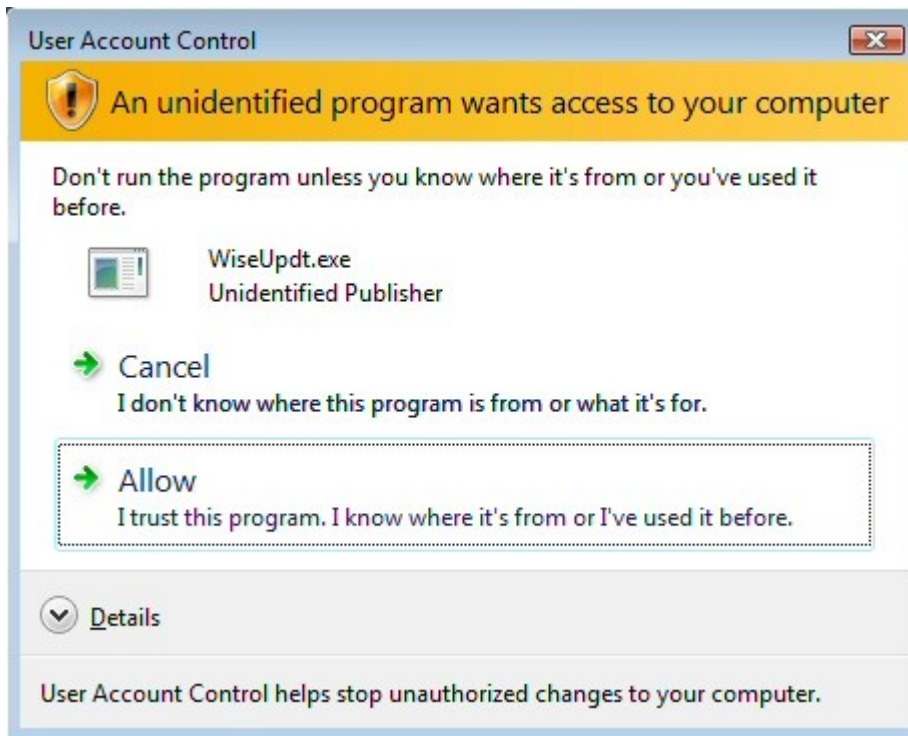 User Account Control
An unidentified program wants access to your computer
Don't run the program unless you know where it's from or you've used it
before.
WiseUpdt.exe
Unidentified Publisher
Cancel
I don't know where this program is from or what it's for.
Allow
I trust this program. I know where it's from or I've used it before.
Details
User Account Control helps stop unauthorized changes to your computer.